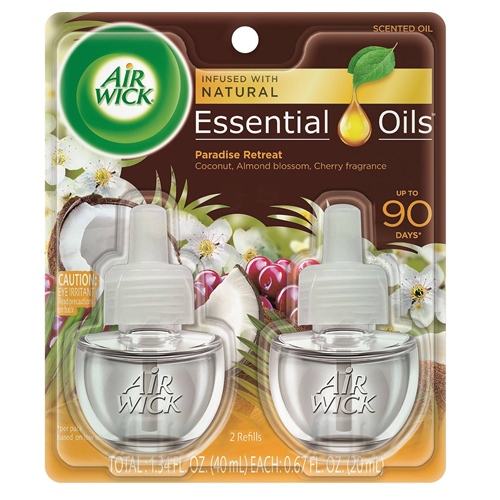 SCENTED OIL
AIR
WICK®
INFUSED WITH
NATURAL
Essential Oils*
Paradise Retreat
Coconut, Almond blossom, Cherry fragrance
UP TO
90
DAYS*
CAUTION:
EYE IRRITANT
AIR
WICK
AIR
WICK
*per pack
2 Refills
TOTAL: 1.34 FL. OZ. (40 mL) EACH: 0.67 FL. OZ. (20 mL)